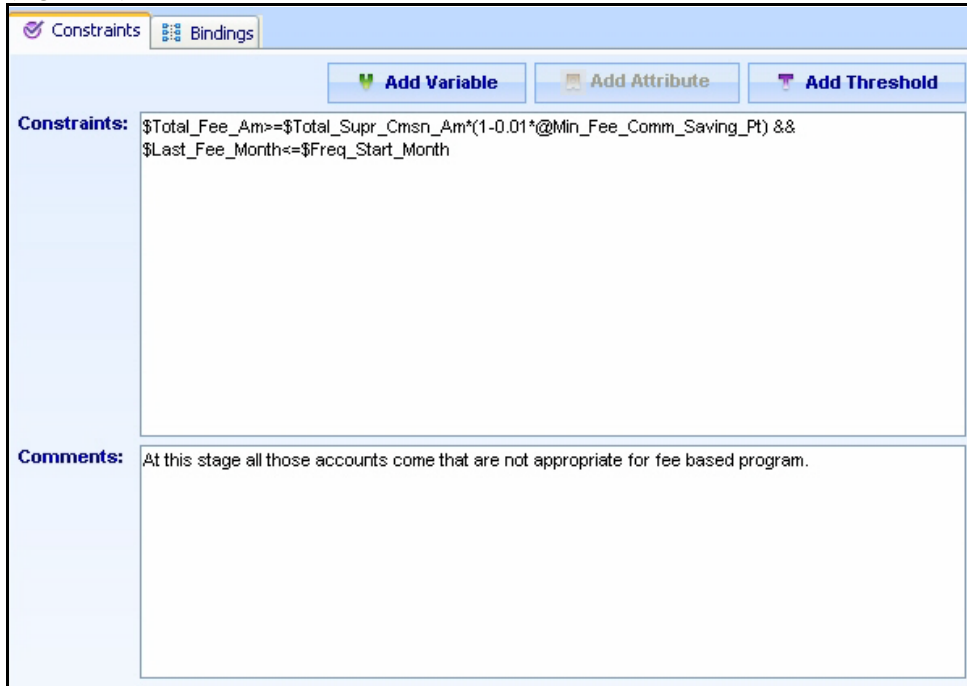 Constraints Bindings
Add Variable Add Attribute Add Threshold
Constraints: $Total_Fee_Am>=$Total_Supr_Cmsn_Am*(1-0.01*@Min_Fee_Comm_Saving_Pt) &&
$Last_Fee_Month<=$Freq_Start_Month
Comments: At this stage all those accounts come that are not appropriate for fee based program.